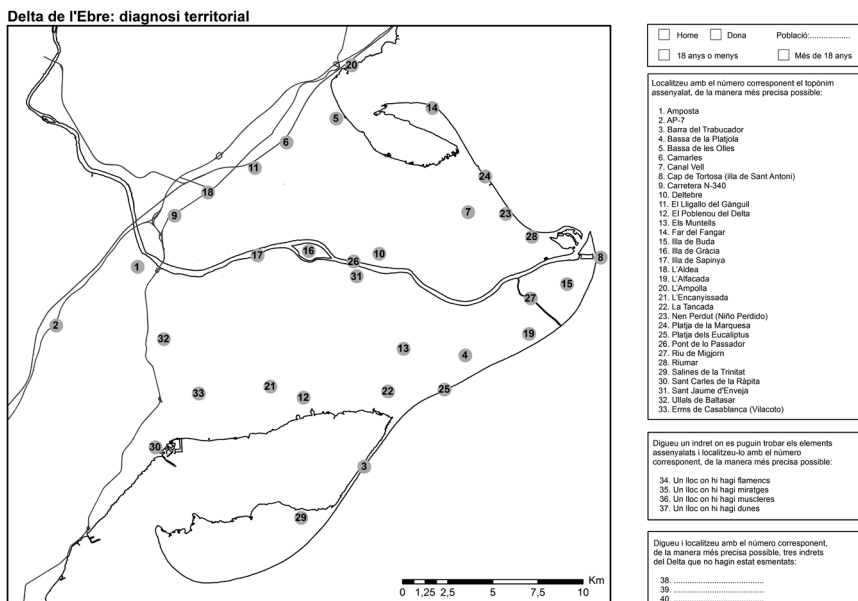 Delta de l'Ebre: diagnosi territorial
20
14
5
6
11
24
18
7
23
9
28
16
17
10
26
8
1
31
15
27
2
19
32
13
4
21
22
25
33
12
30
3
29
Km
0 1,25 2,5 5 7,5 10
Home Dona Població:..................
18 anys o menys Més de 18 anys
Localitzeu amb el número corresponent el topònim
assenyalat, de la manera més precisa possible:
1. Amposta
2. AP-7
3. Barra del Trabucador
4. Bassa de la Platjola
5. Bassa de les Olles
6. Camarles
7. Canal Vell
8. Cap de Tortosa (illa de Sant Antoni)
9. Carretera N-340
10. Deltebre
11. El Lligallo del Gànguil
12. El Poblenou del Delta
13. Els Muntells
14. Far del Fangar
15. Illa de Buda
16. Illa de Gràcia
17. Illa de Sapinya
18. L'Aldea
19. L'Alfacada
20. L'Ampolla
21. L'Encanyissada
22. La Tancada
23. Nen Perdut (Niño Perdido)
24. Platja de la Marquesa
25. Platja dels Eucaliptus
26. Pont de lo Passador
27. Riu de Migjorn
28. Riumar
29. Salines de la Trinitat
30. Sant Carles de la Ràpita
31. Sant Jaume d'Enveja
32. Ullals de Baltasar
33. Erms de Casablanca (Vilacoto)
Digueu un indret on es puguin trobar els elements
assenyalats i localitzeu-lo amb el número
corresponent, de la manera més precisa possible:
34. Un lloc on hi hagi flamencs
35. Un lloc on hi hagi miratges
36. Un lloc on hi hagi muscleres
37. Un lloc on hi hagi dunes
Digueu i localitzeu amb el número corresponent,
de la manera més precisa possible, tres indrets
del Delta que no hagin estat esmentats:
38. .......................................
39. .......................................
40. .......................................